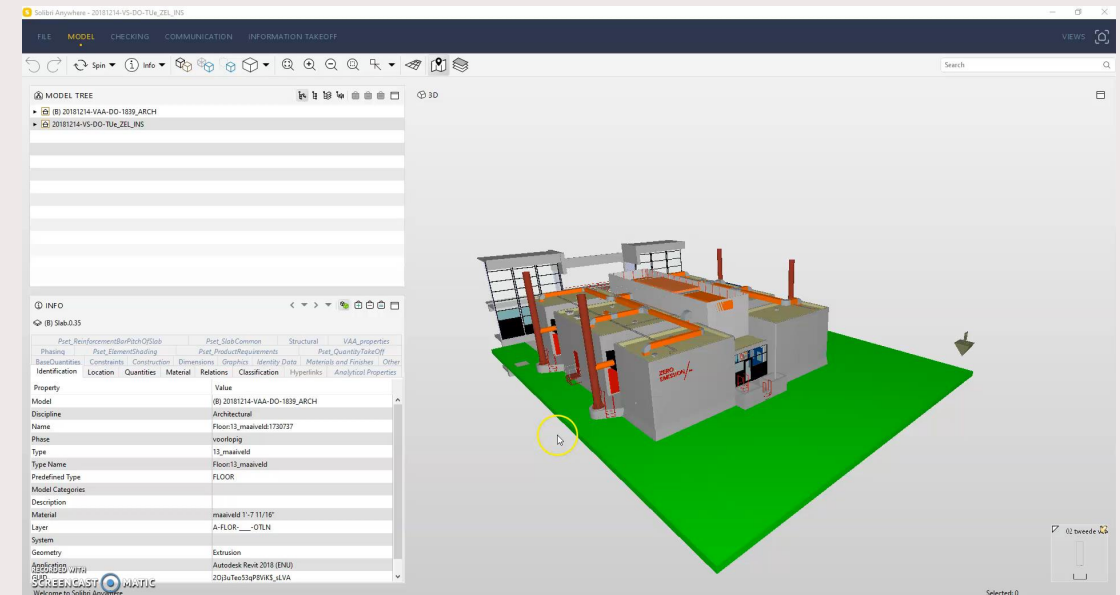 Solibri Anywhere - 20181214-VS-DO-TUe_ZEL_INS
FILE MODEL CHECKING COMMUNICATION INFORMATION TAKEOFF VIEWS
Spin Info Search
MODEL TREE
3D
(B) 20181214-VAA-DO-1839_ARCH
20181214-VS-DO-TUe_ZEL_INS
INFO
(B) Slab.0.35
Pset_ReinforcementBarPitchOfSlab Pset_SlabCommon Structural VAA_properties
Phasing Pset_ElementShading Pset_ProductRequirements Pset_QuantityTakeOff
BaseQuantities Constraints Construction Dimensions Graphics Identity Data Materials and Finishes Other
Identification Location Quantities Material Relations Classification Hyperlinks Analytical Properties
Property Value
Model (B) 20181214-VAA-DO-1839_ARCH
Discipline Architectural
Name Floor:13_maaiveld:1730737
Phase voorlopig
Type 13_maaiveld
Type Name Floor:13_maaiveld
Predefined Type FLOOR
Model Categories
Description
Material maaiveld 1'-7 11/16"
Layer A-FLOR-____-OTLN
System
Geometry Extrusion
Application Autodesk Revit 2018 (ENU)
GUID 2Oj3uTeo53qP8ViK$_sLVA
RECORDED WITH
SCREENCAST MATIC
Welcome to Solibri Anywhere
ZERO
EMISSION/
02 tweede
Selected: 0